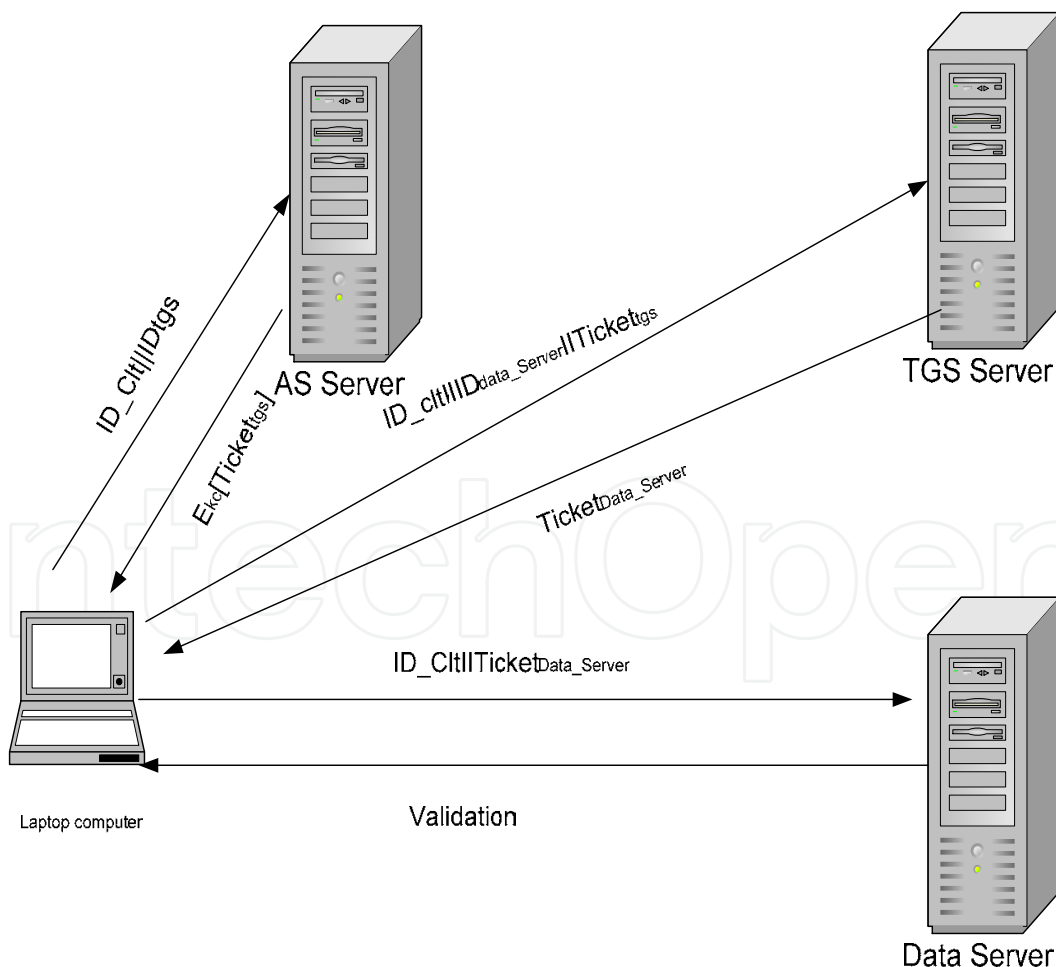 ID_Clt||IDtgs
AS Server
Ekc[Tickettgs]
ID_clt||IDdata_Server||Tickettgs
TGS Server
TicketData_Server
ntechOpen
ID_Clt||TicketData_Server
Laptop computer
Validation
Data Server